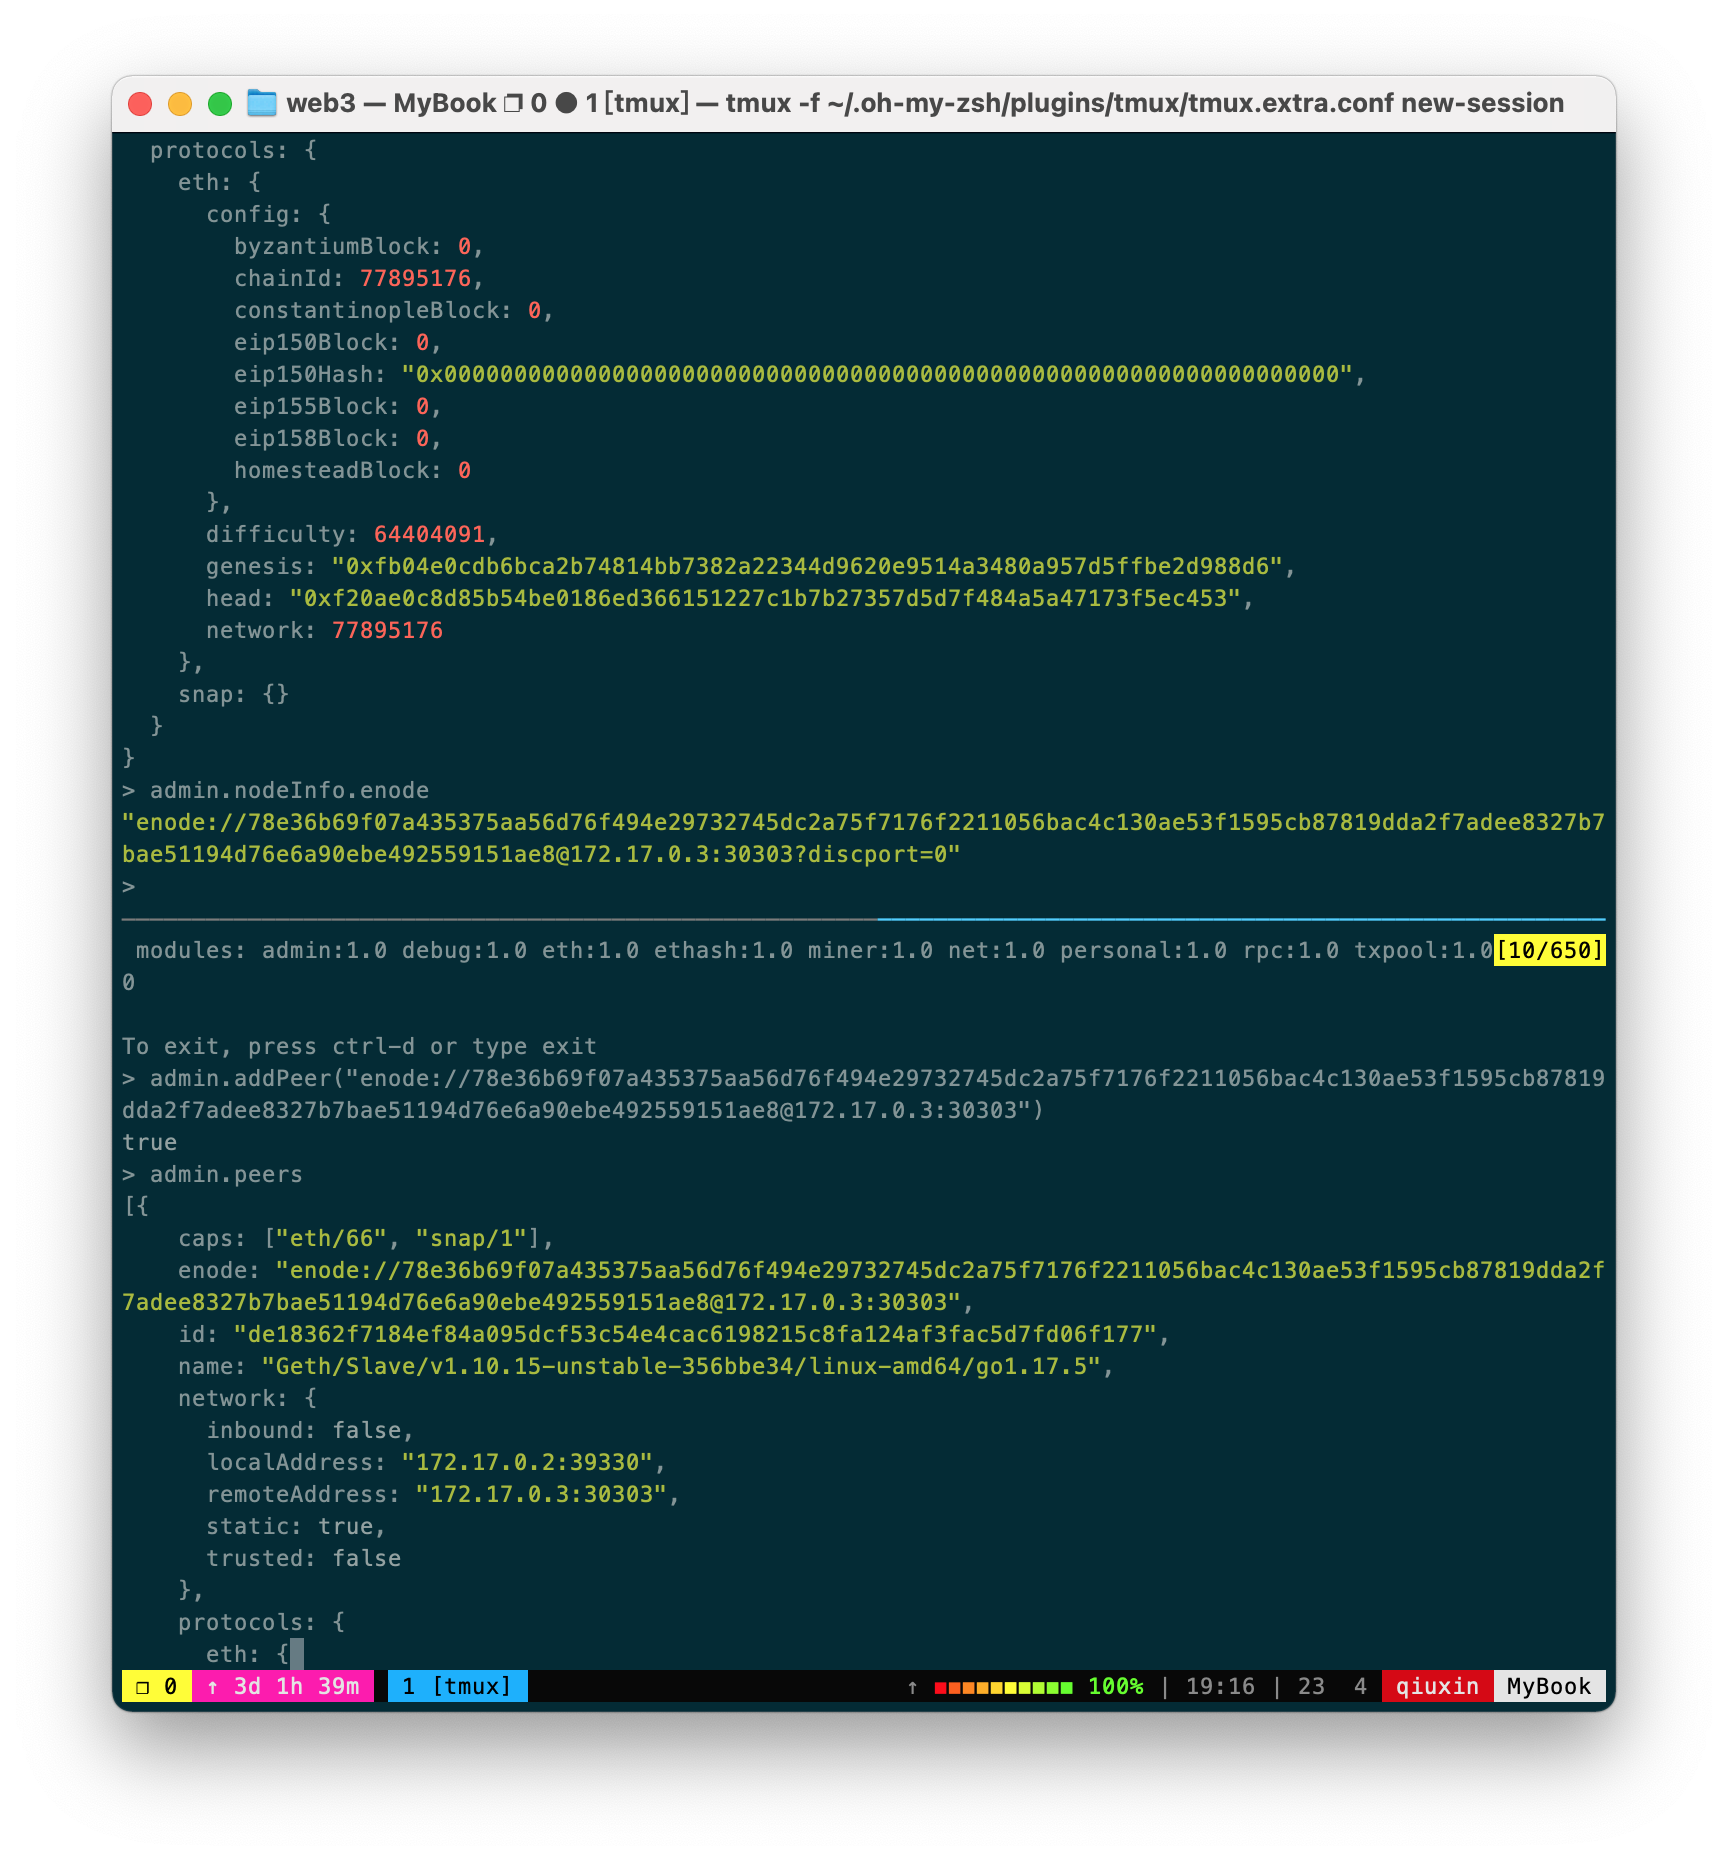 web3 — MyBook ❐ 0 ● 1 [tmux] — tmux -f ~/.oh-my-zsh/plugins/tmux/tmux.extra.conf new-session
protocols: {
eth: {
config: {
byzantiumBlock: 0,
chainId: 77895176,
constantinopleBlock: 0,
eip150Block: 0,
eip150Hash: "0x0000000000000000000000000000000000000000000000000000000000000000",
eip155Block: 0,
eip158Block: 0,
homesteadBlock: 0
},
difficulty: 64404091,
genesis: "0xfb04e0cdb6bca2b74814bb7382a22344d9620e9514a3480a957d5ffbe2d988d6",
head: "0xf20ae0c8d85b54be0186ed366151227c1b7b27357d5d7f484a5a47173f5ec453",
network: 77895176
},
snap: {}
}
}
> admin.nodeInfo.enode
"enode://78e36b69f07a435375aa56d76f494e29732745dc2a75f7176f2211056bac4c130ae53f1595cb87819dda2f7adee8327b7
bae51194d76e6a90ebe492559151ae8@172.17.0.3:30303?discport=0"
>
modules: admin:1.0 debug:1.0 eth:1.0 ethash:1.0 miner:1.0 net:1.0 personal:1.0 rpc:1.0 txpool:1.0[10/650]
0
To exit, press ctrl-d or type exit
> admin.addPeer("enode://78e36b69f07a435375aa56d76f494e29732745dc2a75f7176f2211056bac4c130ae53f1595cb87819
dda2f7adee8327b7bae51194d76e6a90ebe492559151ae8@172.17.0.3:30303")
true
> admin.peers
[{
caps: ["eth/66", "snap/1"],
enode: "enode://78e36b69f07a435375aa56d76f494e29732745dc2a75f7176f2211056bac4c130ae53f1595cb87819dda2f
7adee8327b7bae51194d76e6a90ebe492559151ae8@172.17.0.3:30303",
id: "de18362f7184ef84a095dcf53c54e4cac6198215c8fa124af3fac5d7fd06f177",
name: "Geth/Slave/v1.10.15-unstable-356bbe34/linux-amd64/go1.17.5",
network: {
inbound: false,
localAddress: "172.17.0.2:39330",
remoteAddress: "172.17.0.3:30303",
static: true,
trusted: false
},
protocols: {
eth: {
❐ 0 ↑ 3d 1h 39m 1 [tmux] ↑ 100% | 19:16 | 23 4 qiuxin MyBook